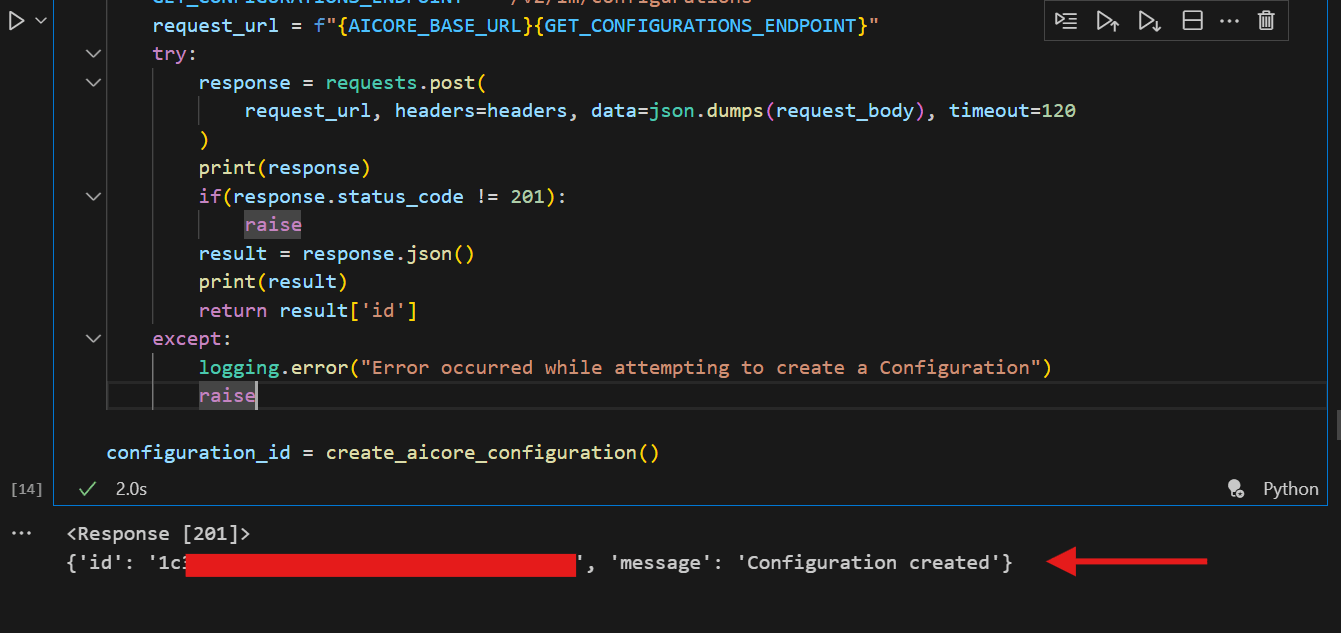 request_url = f"{AICORE_BASE_URL}{GET_CONFIGURATIONS_ENDPOINT}"
try:
response = requests.post(
request_url, headers=headers, data=json.dumps(request_body), timeout=120
)
print(response)
if(response.status_code != 201):
raise
result = response.json()
print(result)
return result['id']
except:
logging.error("Error occurred while attempting to create a Configuration")
raise
configuration_id = create_aicore_configuration()
[14] 2.0s Python
<Response [201]>
{'id': '1c ', 'message': 'Configuration created'}